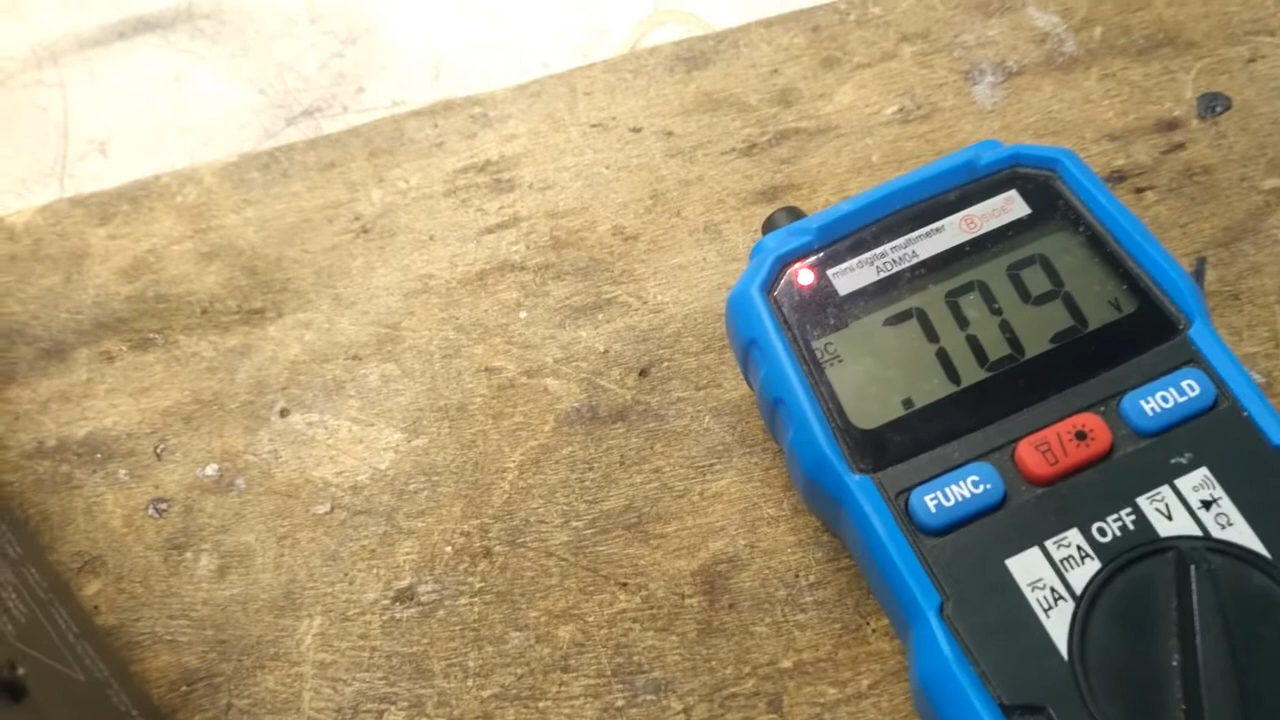 mini digital multimeter
ADM04
BSIDE
DC
.709
V
FUNC.
HOLD
μA
mA
OFF
V
Ω